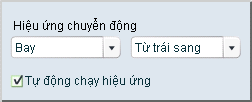 Hiệu ứng chuyển động
Bay Từ trái sang
Tự động chạy hiệu ứng